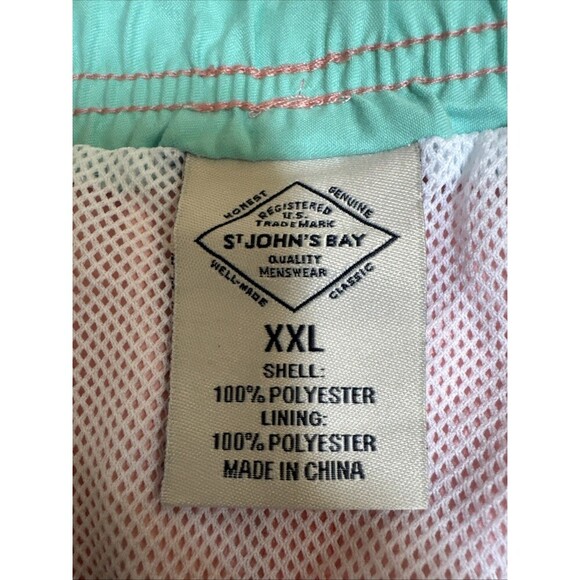 HONEST
GENUINE
REGISTERED
U.S.
TRADEMARK
ST JOHN'S BAY
QUALITY
MENSWEAR
WELL-MADE
CLASSIC
XXL
SHELL:
100% POLYESTER
LINING:
100% POLYESTER
MADE IN CHINA